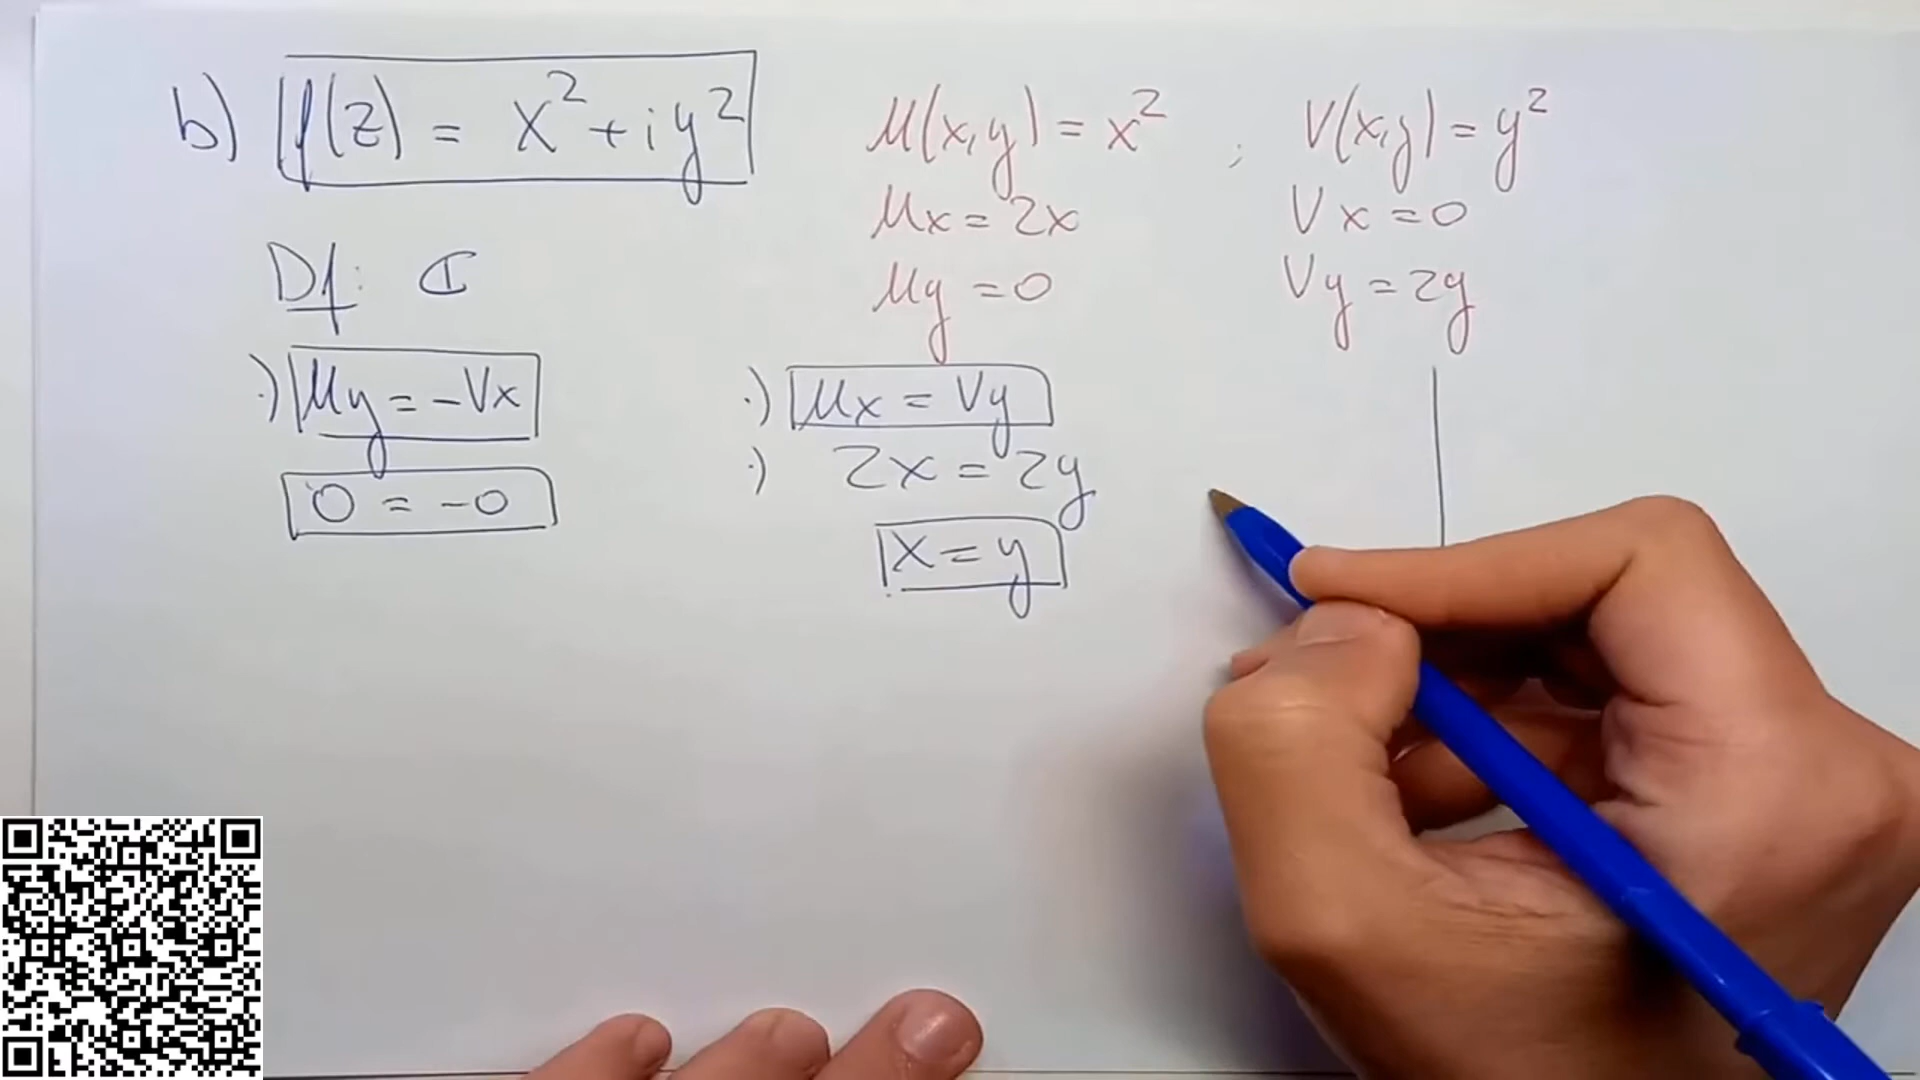 b) f(z) = x² + i y²
u(x,y) = x² ; v(x,y) = y²
ux = 2x
vx = 0
Df: ℂ
uy = 0
vy = 2y
·) uy = -vx
0 = -0
·) ux = vy
·) 2x = 2y
x = y